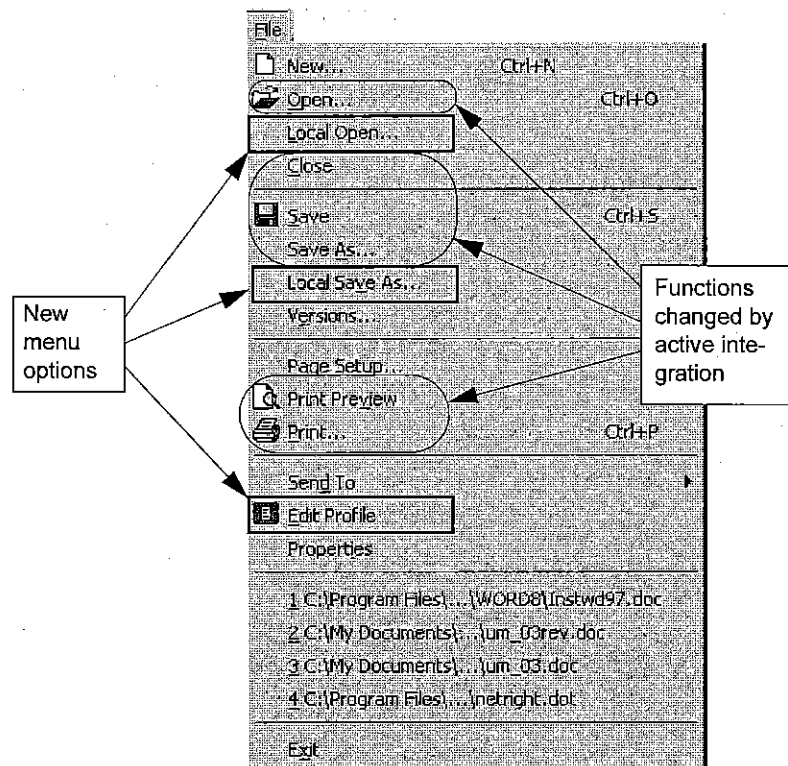 File
New... Ctrl+N
Open... Ctrl+O
Local Open...
Close
Save Ctrl+S
Save As...
Local Save As...
Versions...
Page Setup...
Print Preview
Print... Ctrl+P
Send To
Edit Profile
Properties
1 C:\Program Files\...\WORD8\Instwd97.doc
2 C:\My Documents\...\um_03rev.doc
3 C:\My Documents\...\um_03.doc
4 C:\Program Files\...\netright.dot
Exit
New
menu
options
Functions
changed by
active inte-
gration